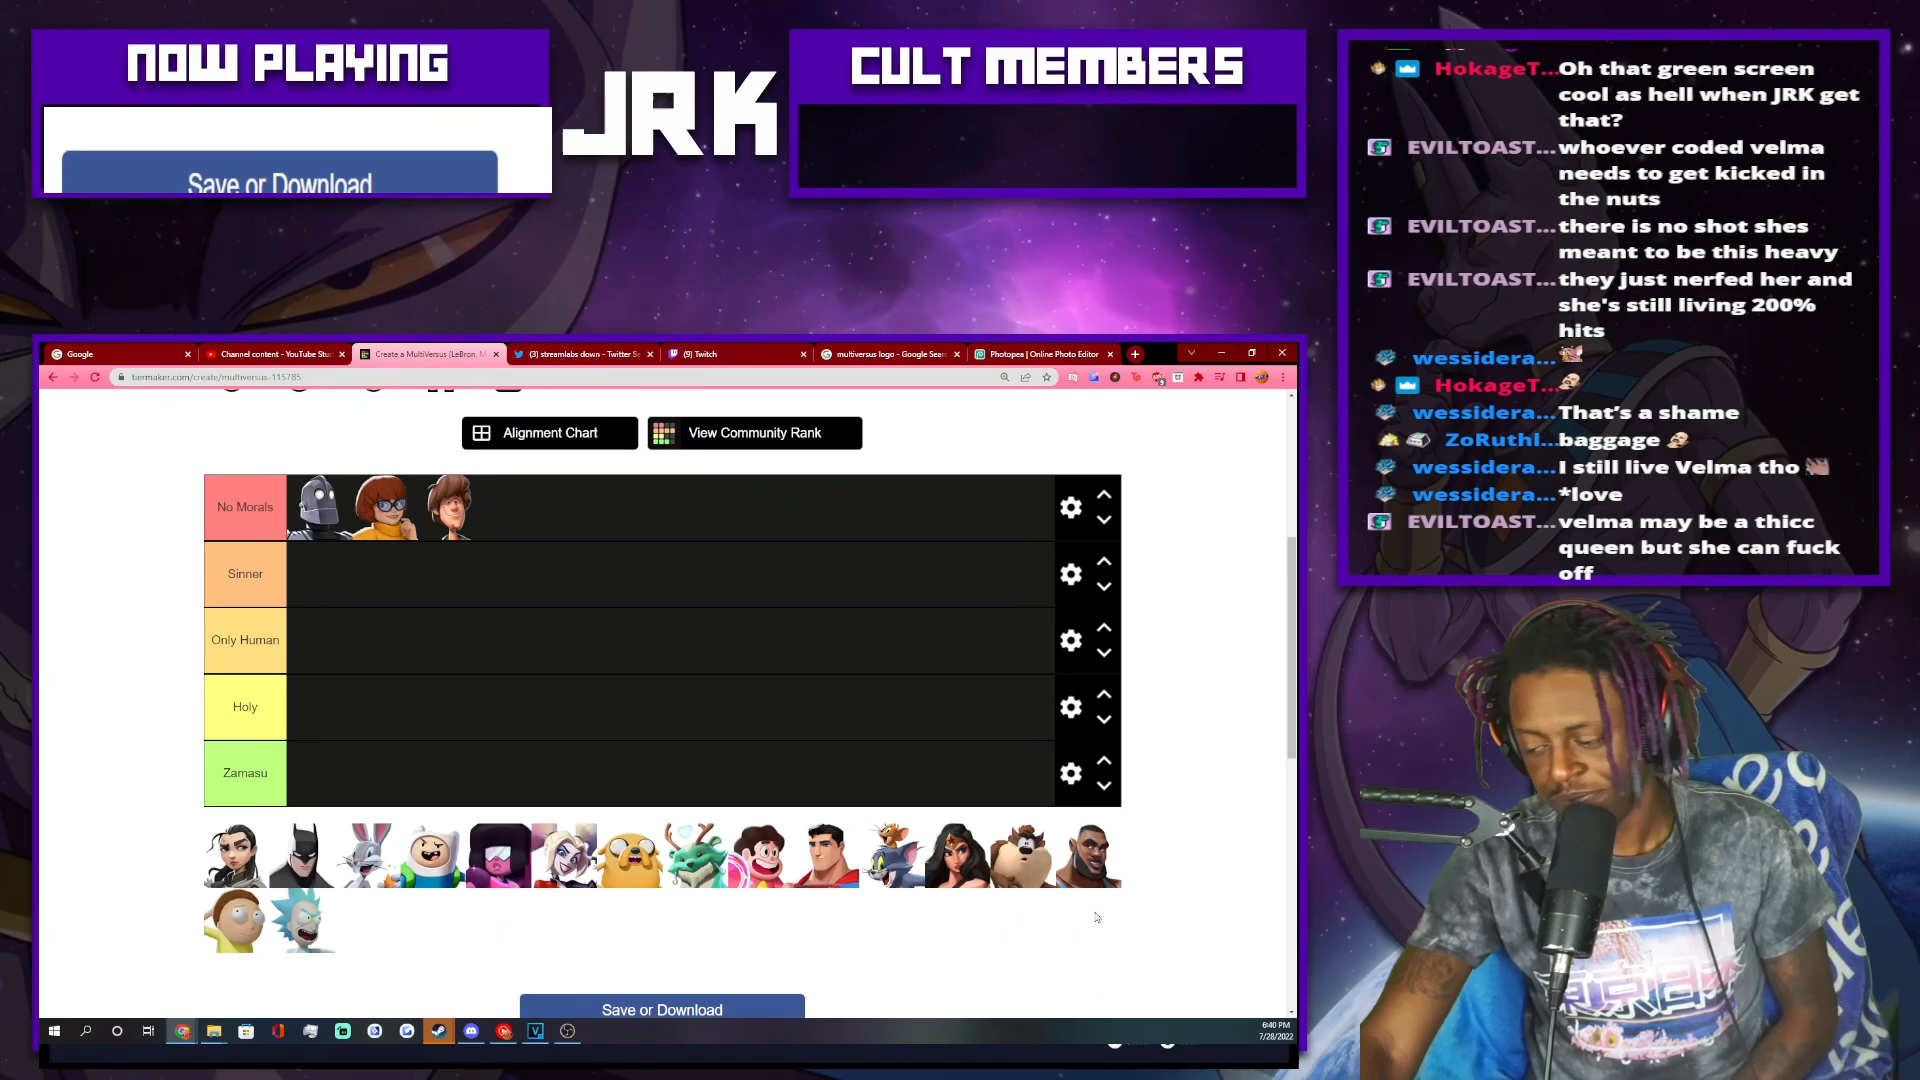 NOW PLAYING
JRK
CULT MEMBERS
Save or Download
HokageT... Oh that green screen
cool as hell when JRK get
that?
EVILTOAST... whoever coded velma
needs to get kicked in
the nuts
EVILTOAST... there is no shot shes
meant to be this heavy
EVILTOAST... they just nerfed her and
she's still living 200%
hits
wessidera...
HokageT...
wessidera... That's a shame
ZoRuthI... baggage
wessidera... I still live Velma tho
wessidera... *love
EVILTOAST... velma may be a thicc
queen but she can fuck
off
Google
Channel content - YouTube Stu
Create a MultiVersus (LeBron, M
(3) streamlabs down - Twitter Se
(9) Twitch
multiversus logo - Google Sear
Photopea | Online Photo Editor
tiermaker.com/create/multiversus-115785
Alignment Chart
View Community Rank
No Morals
Sinner
Only Human
Holy
Zamasu
Save or Download
6:40 PM
7/28/2022
東京日